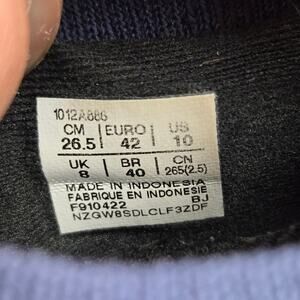 1012A886
CM EURO US
26.5 42 10
UK BR CN
8 40 265(2.5)
MADE IN INDONESIA
FABRIQUE EN INDONESIE
F910422 BJ
NZGW8SDLCLF3ZDF